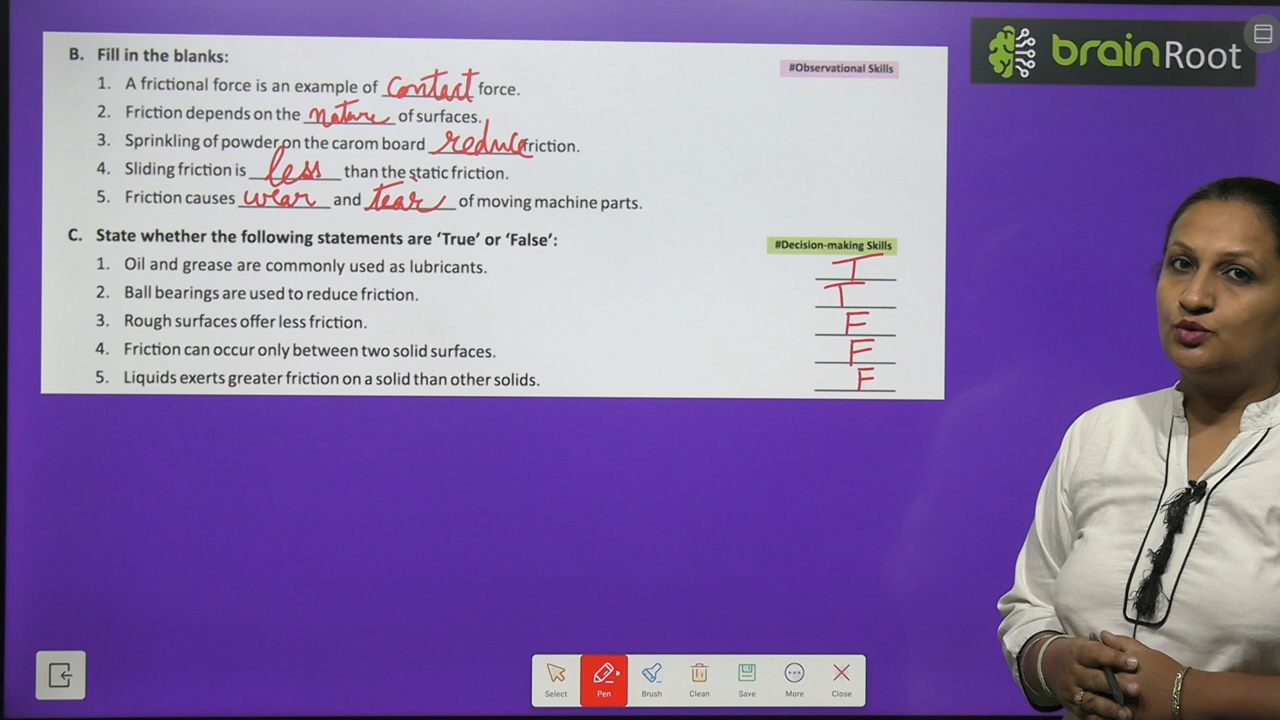 brainRoot
B. Fill in the blanks:
#Observational Skills
1. A frictional force is an example of contact force.
2. Friction depends on the nature of surfaces.
3. Sprinkling of powder on the carom board reduce friction.
4. Sliding friction is less than the static friction.
5. Friction causes wear and tear of moving machine parts.
C. State whether the following statements are ‘True’ or ‘False’:
#Decision-making Skills
1. Oil and grease are commonly used as lubricants. T
2. Ball bearings are used to reduce friction. T
3. Rough surfaces offer less friction. F
4. Friction can occur only between two solid surfaces. F
5. Liquids exerts greater friction on a solid than other solids. F
Select Pen Brush Clean Save More Close